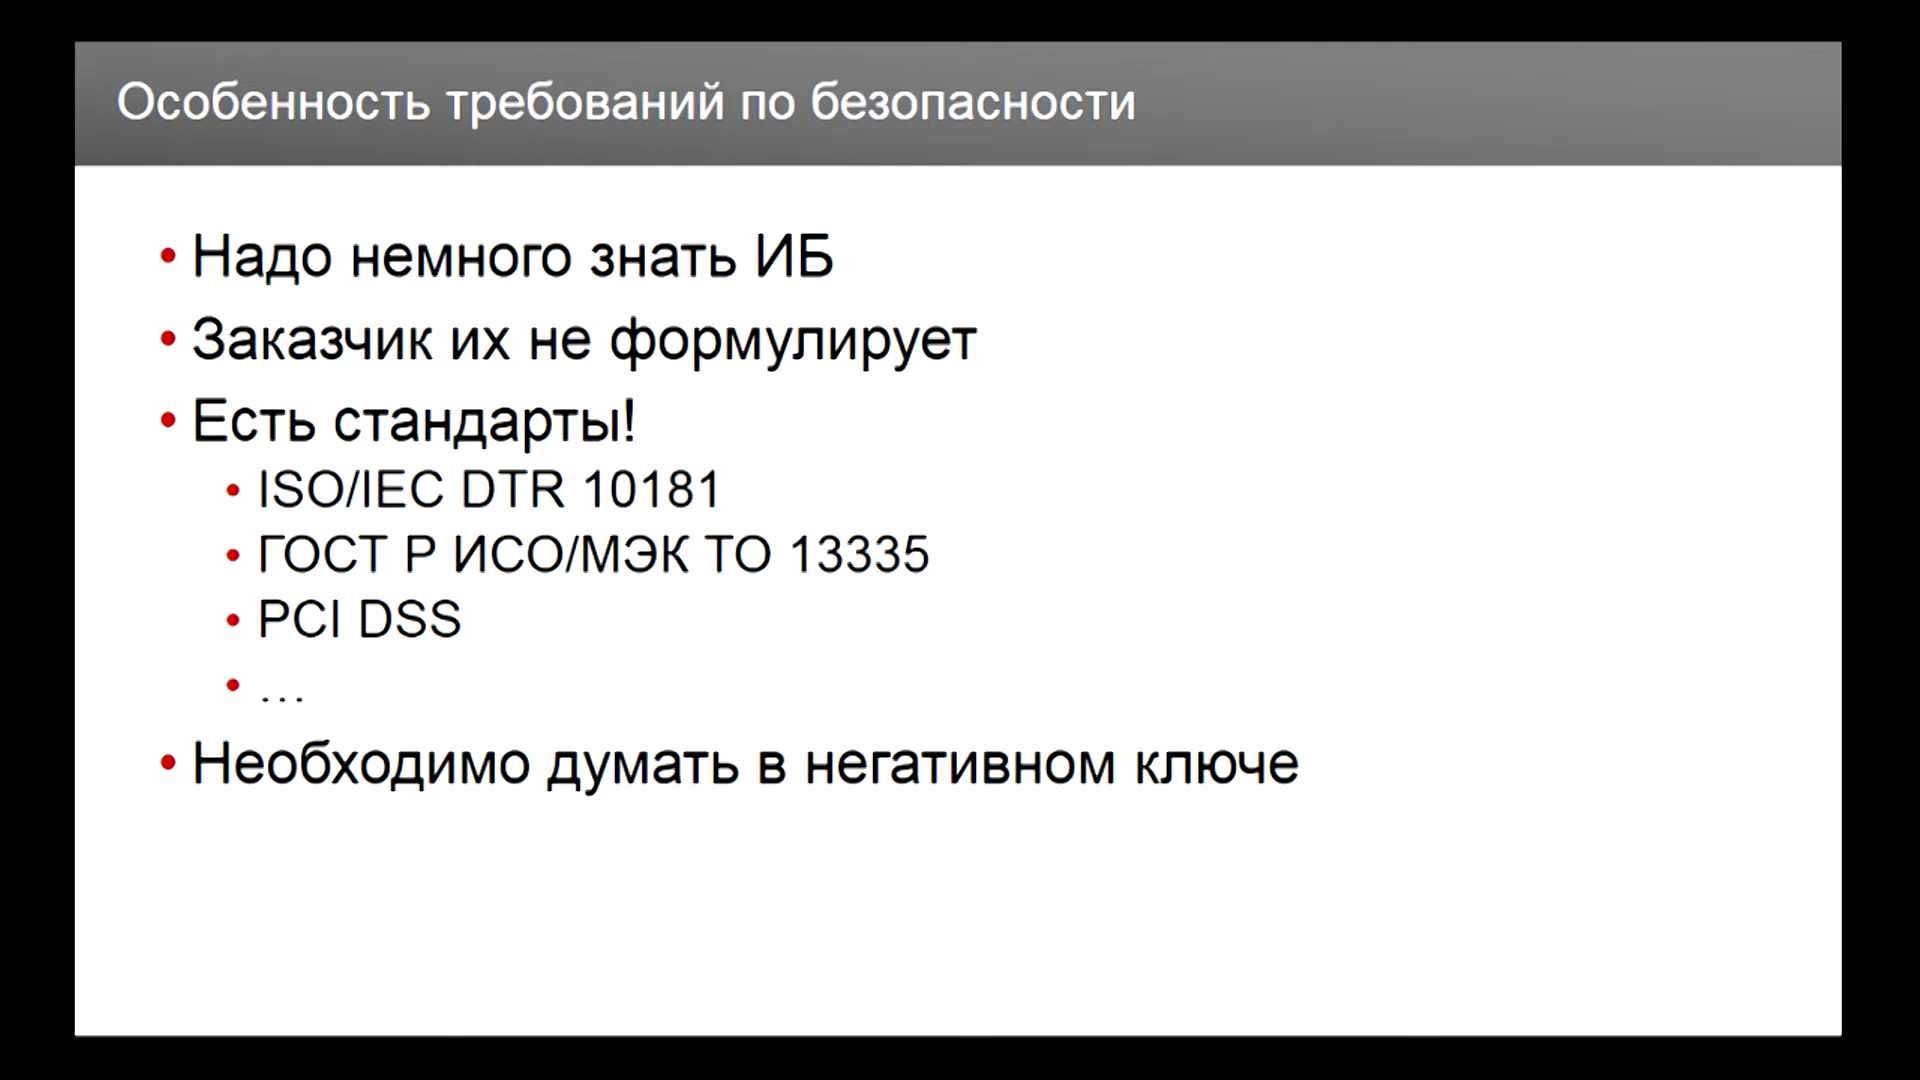 Особенность требований по безопасности
• Надо немного знать ИБ
• Заказчик их не формулирует
• Есть стандарты!
• ISO/IEC DTR 10181
• ГОСТ Р ИСО/МЭК ТО 13335
• PCI DSS
• …
• Необходимо думать в негативном ключе